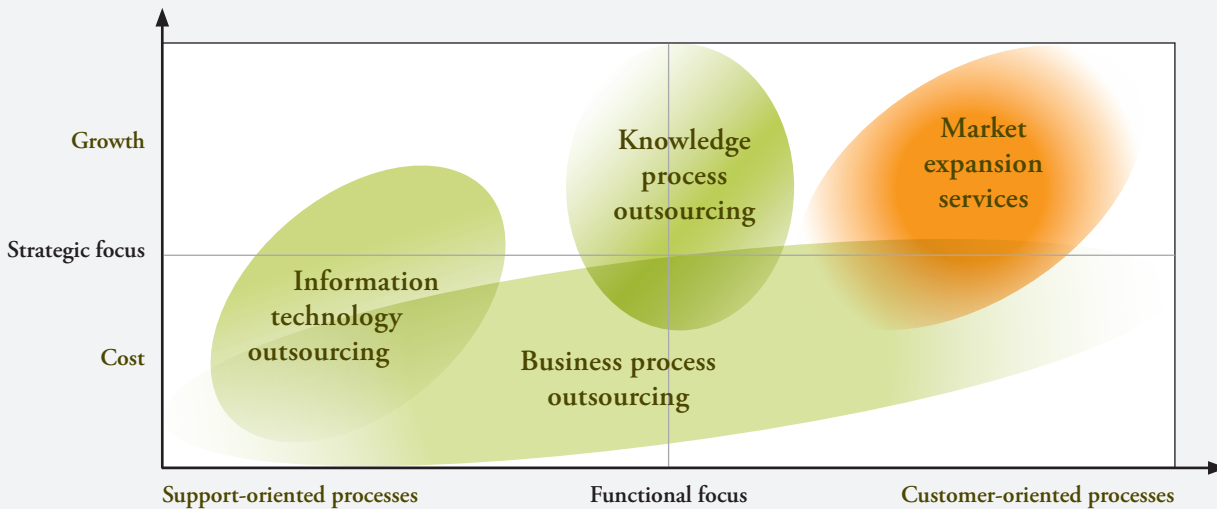 Growth
Strategic focus
Cost
Knowledge
process
outsourcing
Market
expansion
services
Information
technology
outsourcing
Business process
outsourcing
Support-oriented processes
Functional focus
Customer-oriented processes